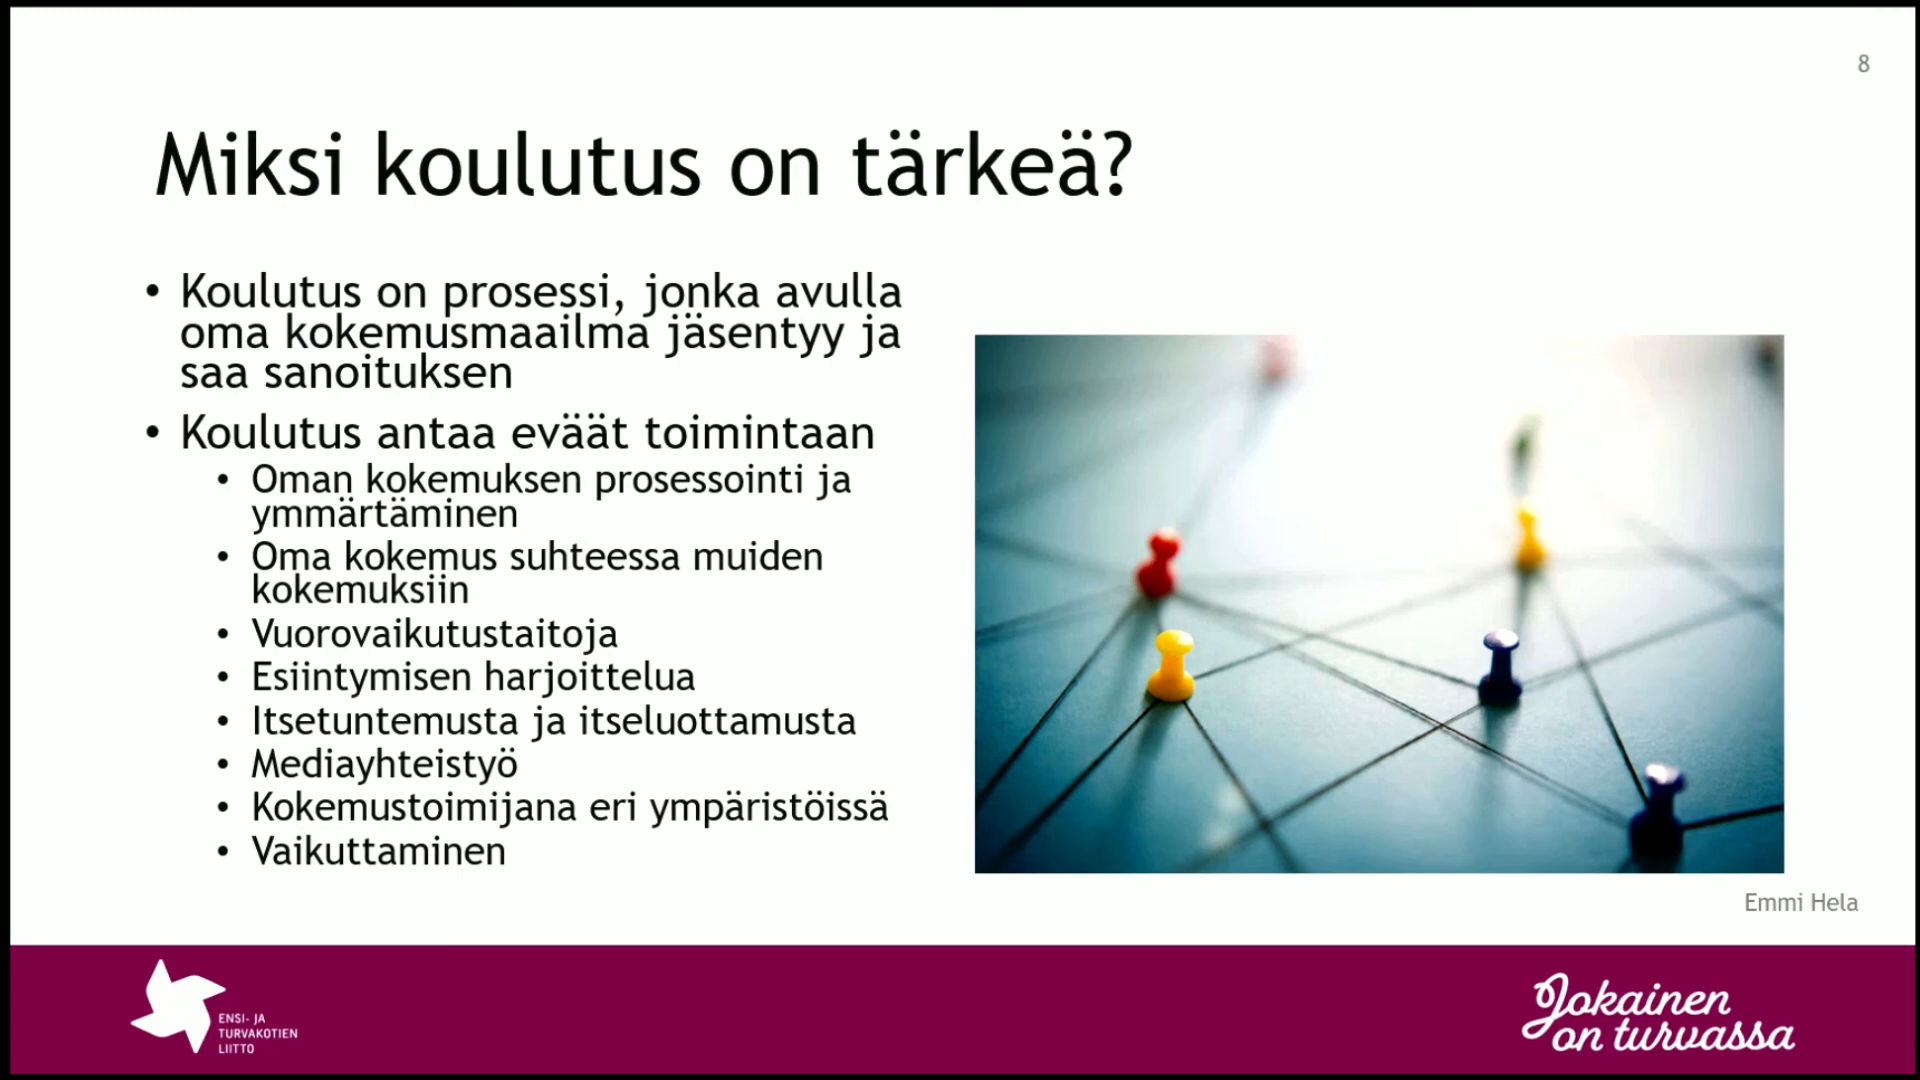 8
Miksi koulutus on tärkeä?
• Koulutus on prosessi, jonka avulla
oma kokemusmaailma jäsentyy ja
saa sanoituksen
• Koulutus antaa eväät toimintaan
• Oman kokemuksen prosessointi ja
ymmärtäminen
• Oma kokemus suhteessa muiden
kokemuksiin
• Vuorovaikutustaitoja
• Esiintymisen harjoittelua
• Itsetuntemusta ja itseluottamusta
• Mediayhteistyö
• Kokemustoimijana eri ympäristöissä
• Vaikuttaminen
Emmi Hela
ENSI- JA
TURVAKOTIEN
LIITTO
Jokainen
on turvassa